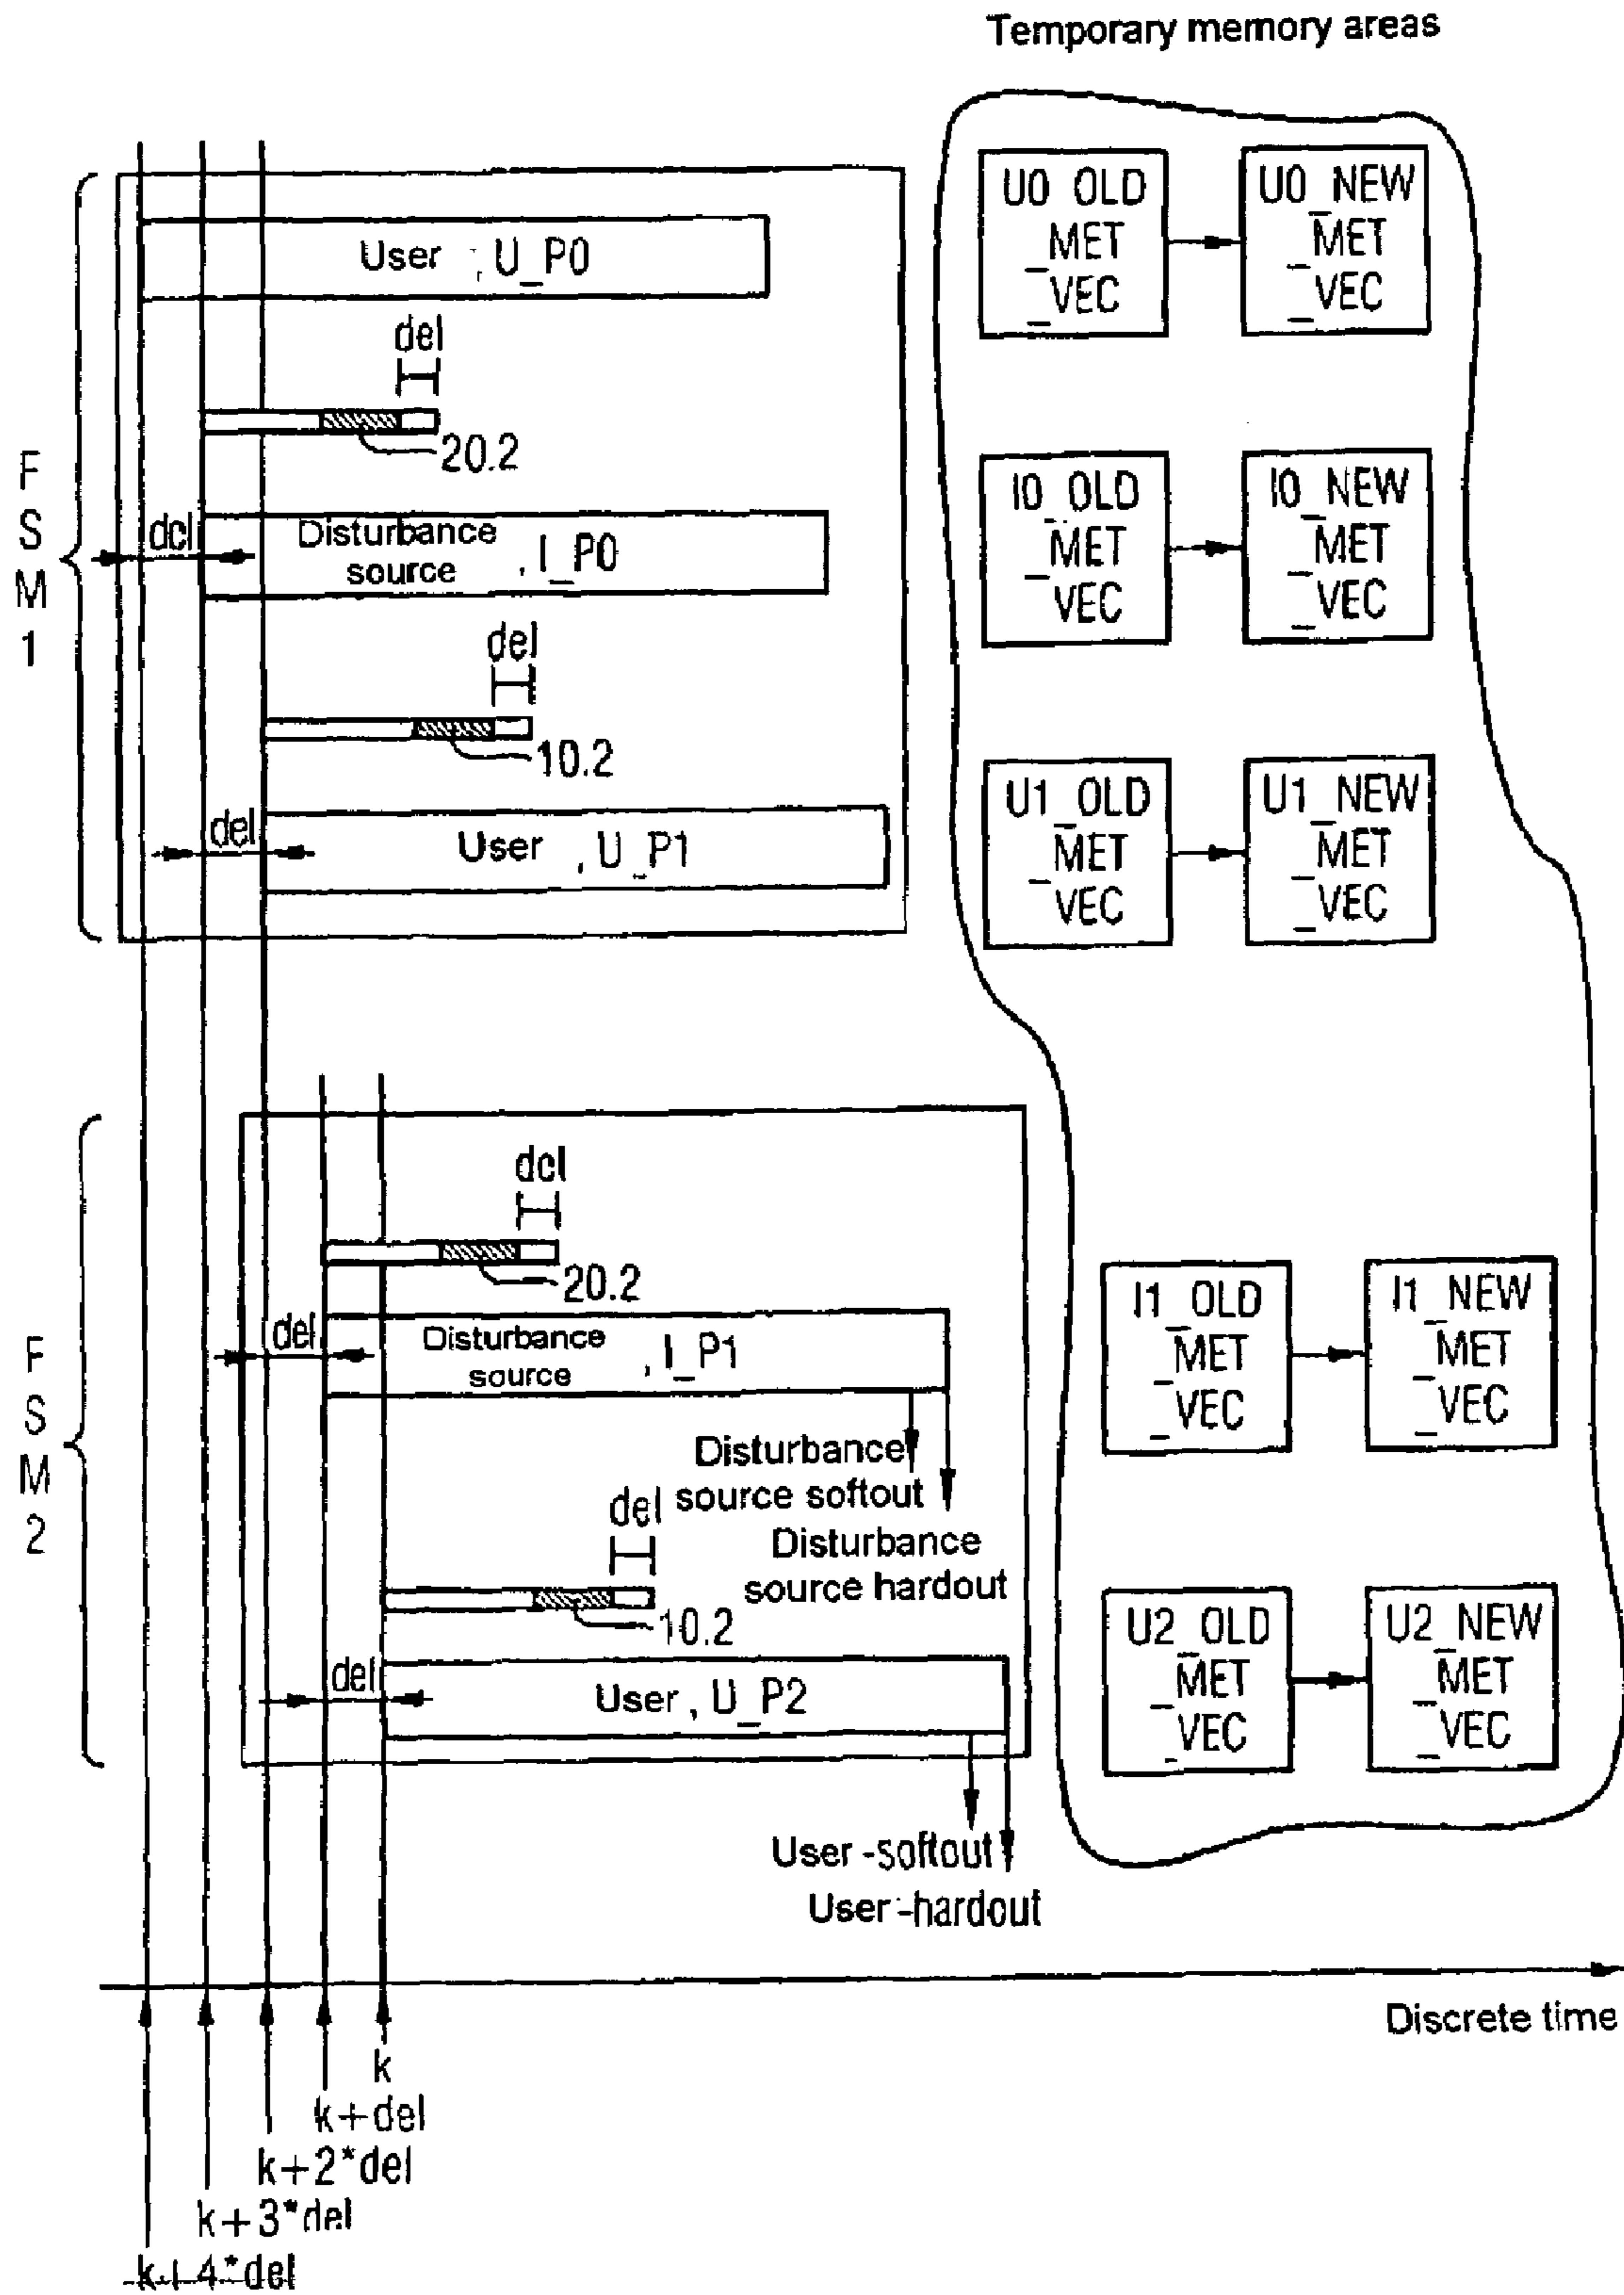 Temporary memory areas
U0_OLD
_MET
_VEC
U0_NEW
_MET
_VEC
User , U_P0
del
20.2
FSM1
I0_OLD
_MET
_VEC
I0_NEW
_MET
_VEC
del
Disturbance
source , I_P0
del
10.2
U1_OLD
_MET
_VEC
U1_NEW
_MET
_VEC
del
User , U_P1
del
20.2
I1_OLD
_MET
_VEC
I1_NEW
_MET
_VEC
FSM2
del
Disturbance
source , I_P1
Disturbance
source softout
del
Disturbance
source hardout
10.2
U2_OLD
_MET
_VEC
U2_NEW
_MET
_VEC
del
User , U_P2
User -softout
User -hardout
Discrete time
k
k+del
k+2*del
k+3*del
k+4*del